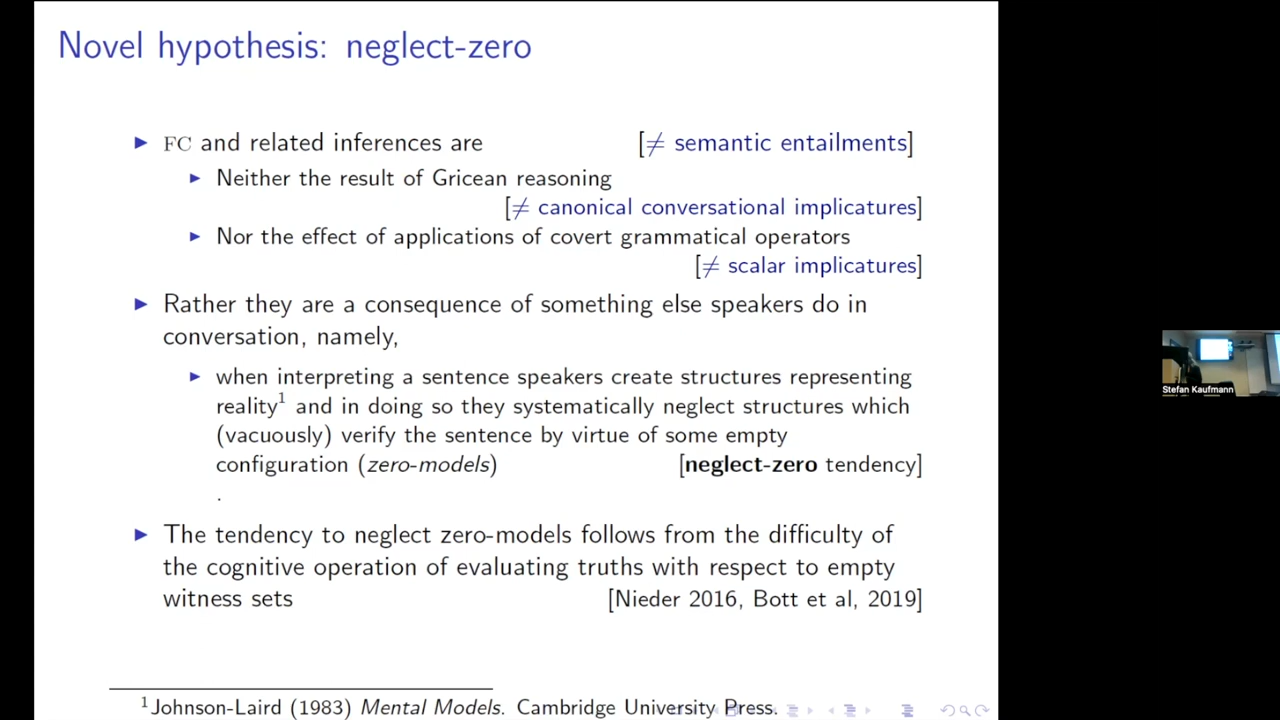 Novel hypothesis: neglect-zero
▶ FC and related inferences are [≠ semantic entailments]
▶ Neither the result of Gricean reasoning
[≠ canonical conversational implicatures]
▶ Nor the effect of applications of covert grammatical operators
[≠ scalar implicatures]
▶ Rather they are a consequence of something else speakers do in
conversation, namely,
▶ when interpreting a sentence speakers create structures representing
reality¹ and in doing so they systematically neglect structures which
(vacuously) verify the sentence by virtue of some empty
configuration (zero-models) [neglect-zero tendency]
.
▶ The tendency to neglect zero-models follows from the difficulty of
the cognitive operation of evaluating truths with respect to empty
witness sets [Nieder 2016, Bott et al, 2019]
¹Johnson-Laird (1983) Mental Models. Cambridge University Press.
Stefan Kaufmann